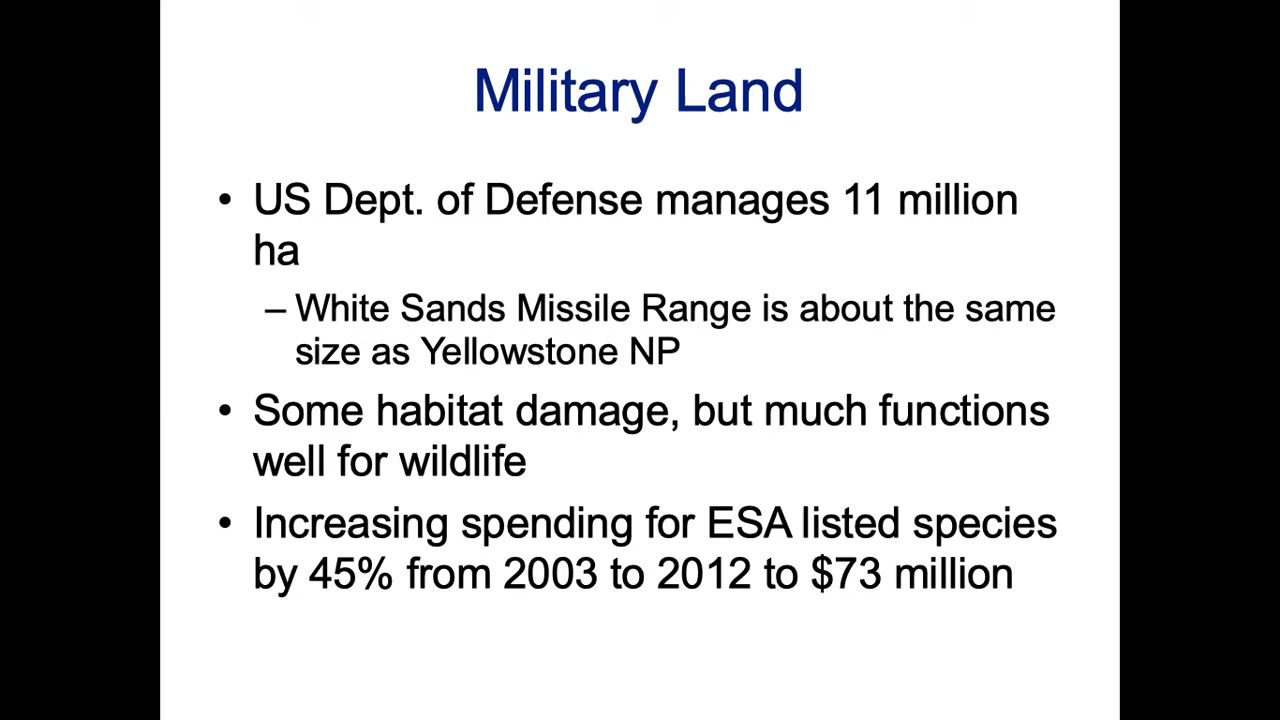 Military Land
• US Dept. of Defense manages 11 million
ha
– White Sands Missile Range is about the same
size as Yellowstone NP
• Some habitat damage, but much functions
well for wildlife
• Increasing spending for ESA listed species
by 45% from 2003 to 2012 to $73 million